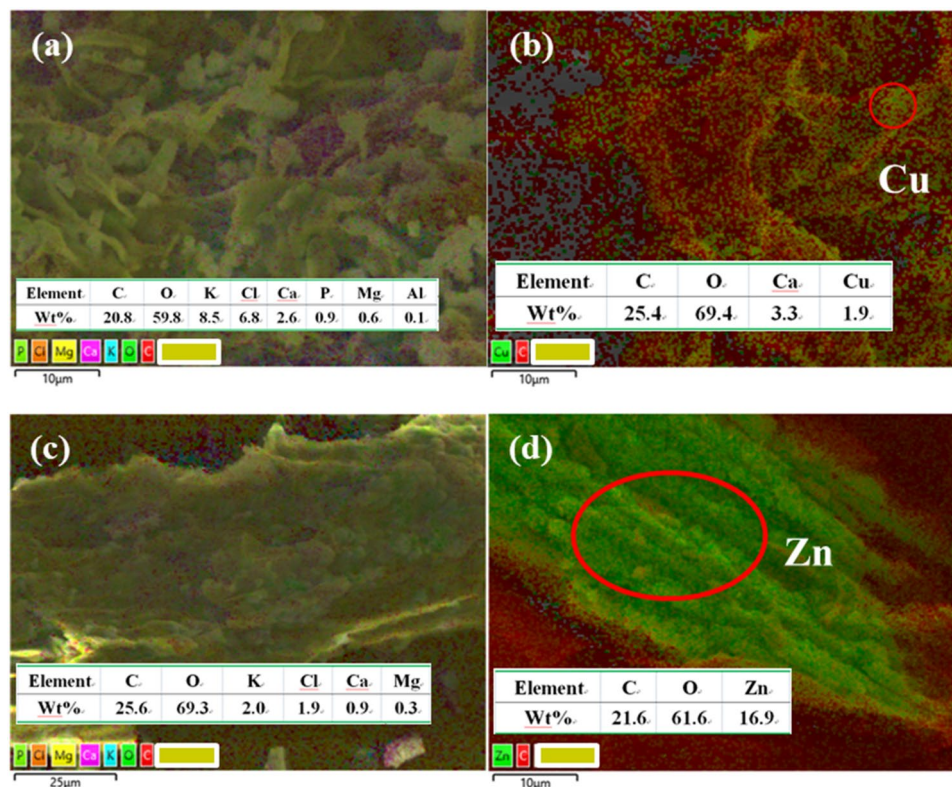 (a)
Element C O K Cl Ca P Mg Al
Wt% 20.8 59.8 8.5 6.8 2.6 0.9 0.6 0.1
P Cl Mg Ca K O C
10μm
(b)
Cu
Element C O Ca Cu
Wt% 25.4 69.4 3.3 1.9
Cu C
10μm
(c)
Element C O K Cl Ca Mg
Wt% 25.6 69.3 2.0 1.9 0.9 0.3
P Cl Mg Ca K O C
25μm
(d)
Zn
Element C O Zn
Wt% 21.6 61.6 16.9
Zn C
10μm